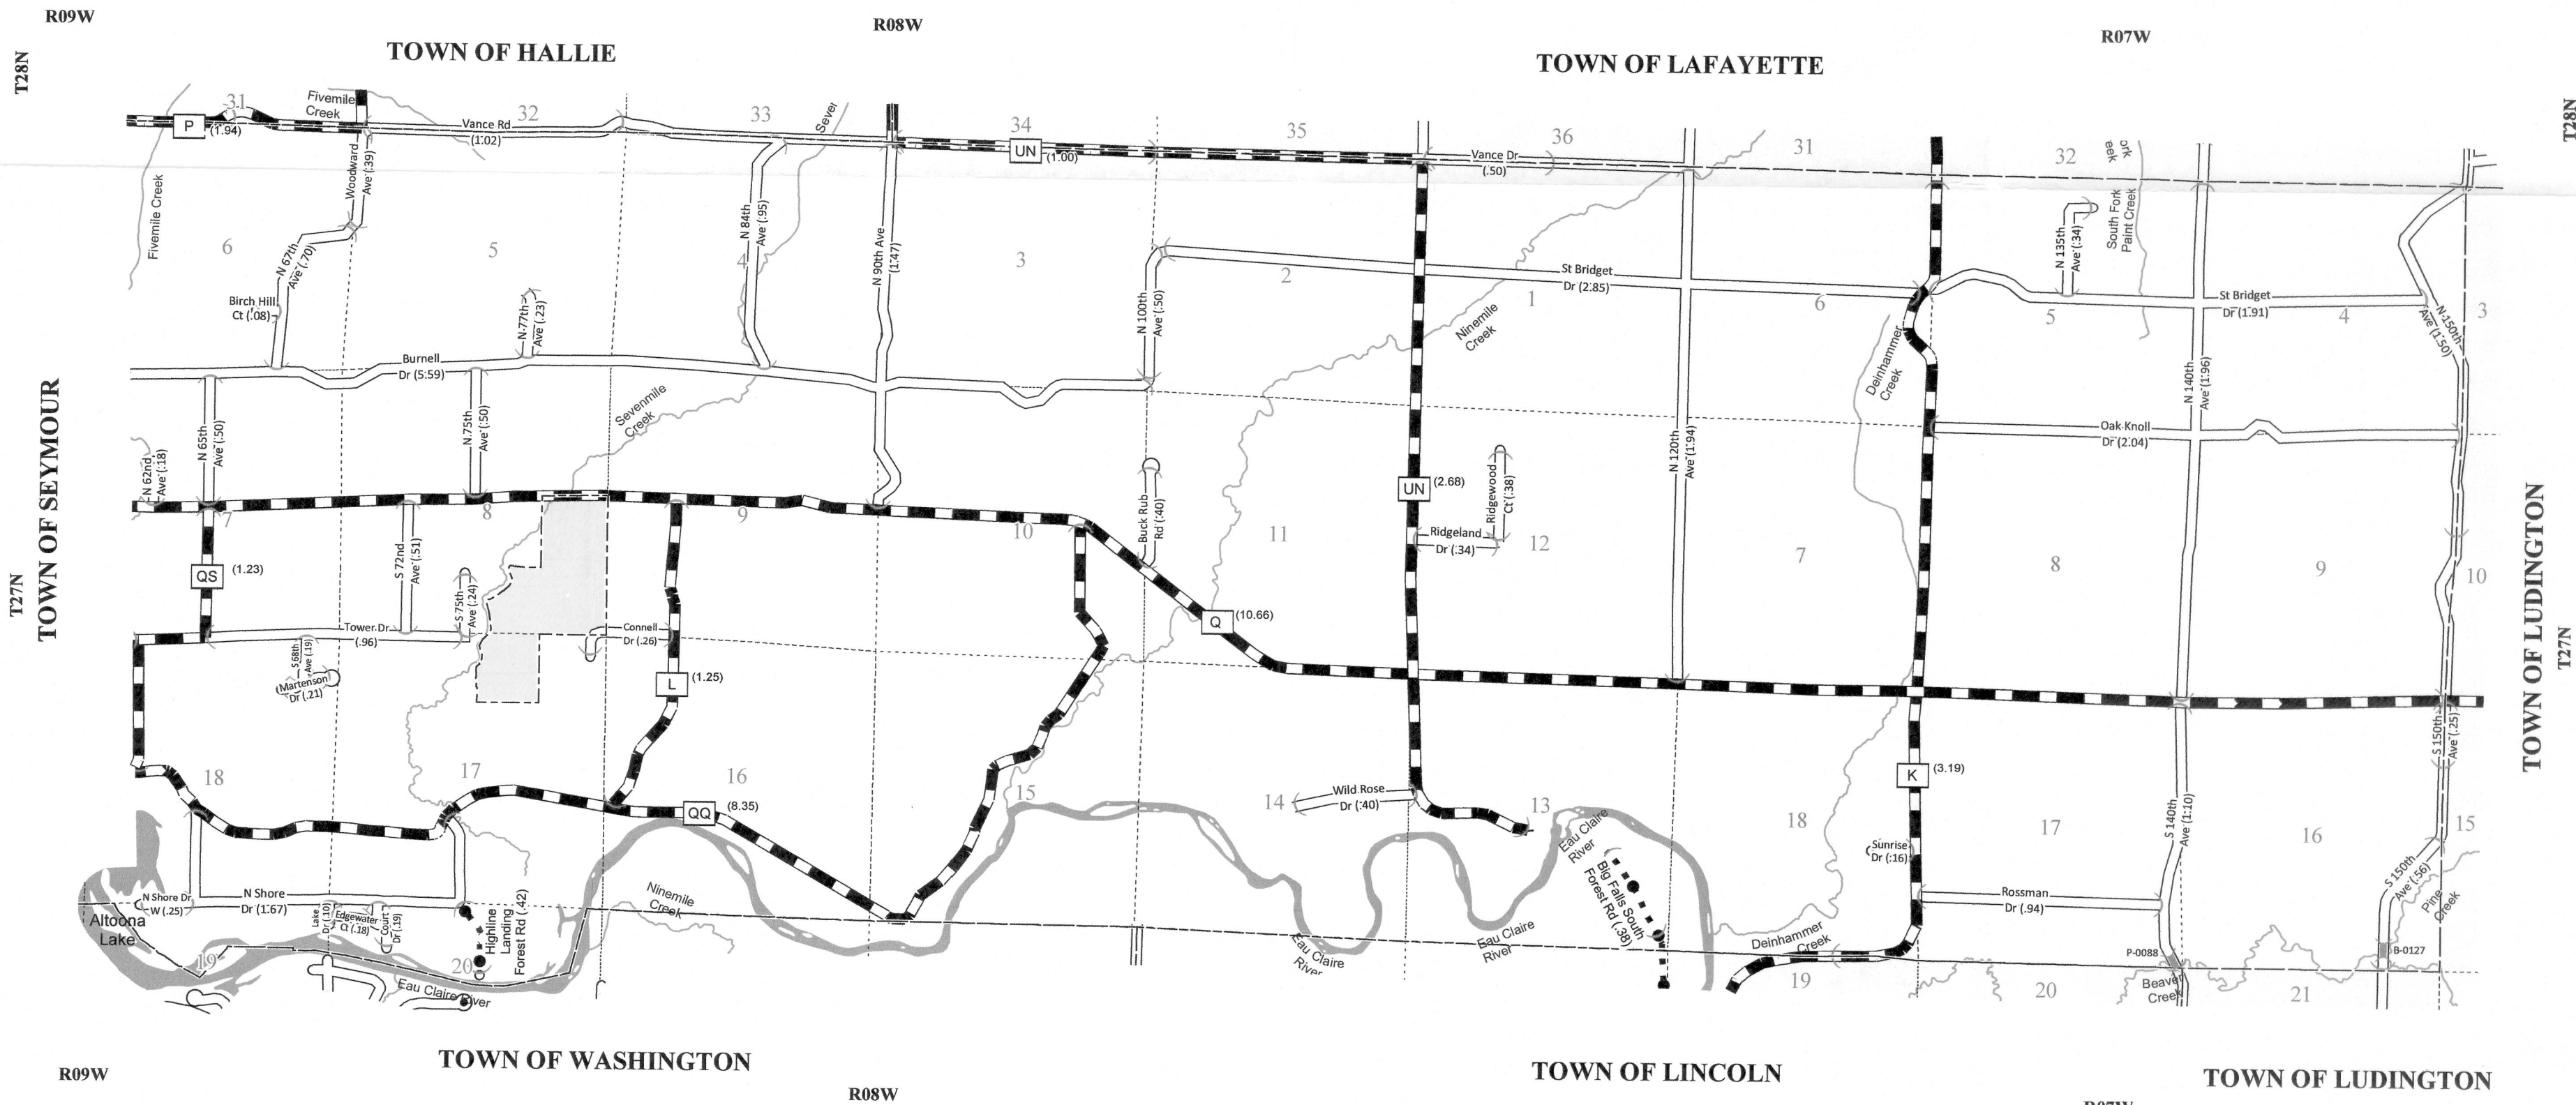 R09W
R08W
R07W
TOWN OF HALLIE
TOWN OF LAFAYETTE
T28N
T28N
31
Fivemile
Creek
32
33
Sever
34
35
36
31
32
P
(1.94)
Vance Rd
(1.02)
UN
(1.00)
Vance Dr
(.50)
Fivemile Creek
Woodward
Ave (.39)
N 84th
Ave (.95)
N 90th Ave
(1.47)
N 135th
Ave (.34)
South Fork
Paint Creek
6
N 67th
Ave (.70)
5
4
3
2
1
6
5
4
3
Birch Hill
Ct (.08)
N 77th
Ave (.23)
N 100th
Ave (.50)
St Bridget
Dr (2.85)
St Bridget
Dr (1.91)
Ninemile
Creek
Deinhammer
Creek
N 150th
Ave (1.50)
Burnell
Dr (5.59)
N 140th
Ave (1.96)
Sevenmile
Creek
N 62nd
Ave (.18)
N 65th
Ave (.50)
N 75th
Ave (.50)
N 120th
Ave (1.94)
Oak Knoll
Dr (2.04)
TOWN OF SEYMOUR
T27N
TOWN OF LUDINGTON
T27N
7
8
9
10
11
12
7
8
9
10
Buck Rub
Rd (.40)
UN
(2.68)
Ridgewood
Ct (.38)
Ridgeland
Dr (.34)
QS
(1.23)
S 72nd
Ave (.51)
S 75th
Ave (.24)
Q
(10.66)
Tower Dr
(.96)
Connell
Dr (.26)
S 68th
Ave (.19)
Martenson
Dr (.21)
L
(1.25)
S 150th
Ave (.25)
K
(3.19)
18
17
16
15
14
13
18
17
16
15
Wild Rose
Dr (.40)
QQ
(8.35)
Eau Claire
River
S 140th
Ave (1.10)
Sunrise
Dr (.16)
Big Falls South
Forest Rd (.38)
S 150th
Ave (.56)
Pine
Creek
Rossman
Dr (.94)
N Shore Dr
W (.25)
N Shore
Dr (1.67)
Ninemile
Creek
Altoona
Lake
Lake
Dr (.10)
Edgewater
Ct (.18)
Court
Dr (.19)
Highline
Landing
Forest Rd (.42)
Eau Claire
River
Eau Claire
River
Deinhammer
Creek
P-0088
B-0127
19
20
Eau Claire River
19
20
Beaver
Creek
21
TOWN OF WASHINGTON
TOWN OF LINCOLN
TOWN OF LUDINGTON
R09W
R08W
R07W